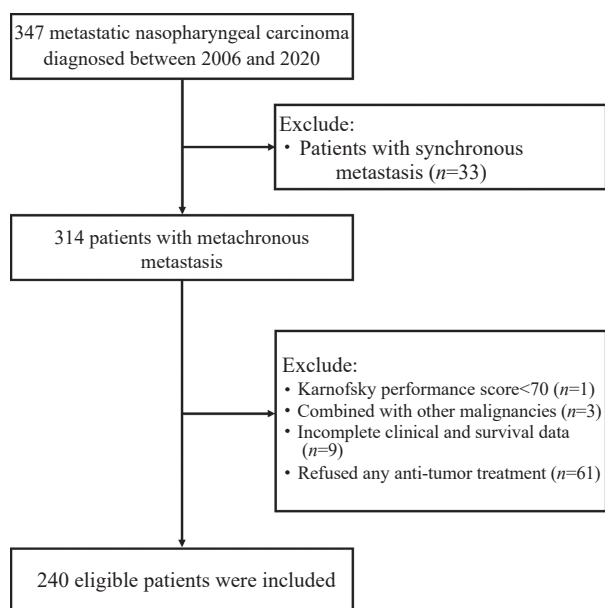 347 metastatic nasopharyngeal carcinoma
diagnosed between 2006 and 2020
Exclude:
• Patients with synchronous
metastasis (n=33)
314 patients with metachronous
metastasis
Exclude:
• Karnofsky performance score<70 (n=1)
• Combined with other malignancies (n=3)
• Incomplete clinical and survival data
(n=9)
• Refused any anti-tumor treatment (n=61)
240 eligible patients were included